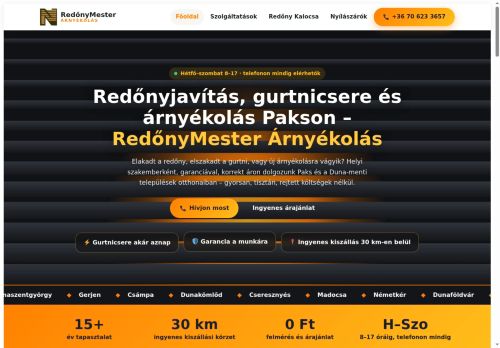 RedőnyMester
ÁRNYÉKOLÁS
Főoldal Szolgáltatások Redőny Kalocsa Nyílászárók +36 70 623 3657
Hétfő-szombat 8–17 · telefonon mindig elérhetők
Redőnyjavítás, gurtnicsere és
árnyékolás Pakson –
RedőnyMester Árnyékolás
Elakadt a redőny, elszakadt a gurtni, vagy új árnyékolásra vágyik? Helyi
szakemberként, garanciával, korrekt áron dolgozunk Paks és a Duna-menti
települések otthonaiban – gyorsan, tisztán, rejtett költségek nélkül.
Hívjon most Ingyenes árajánlat
Gurtnicsere akár aznap Garancia a munkára Ingyenes kiszállás 30 km-en belül
naszentgyörgy Gerjen Csámpa Dunakömlőd Cseresznyés Madocsa Németkér Dunaföldvár
15+ 30 km 0 Ft H–Szo
év tapasztalat ingyenes kiszállási körzet felmérés és árajánlat 8–17 óráig, telefonon mindig